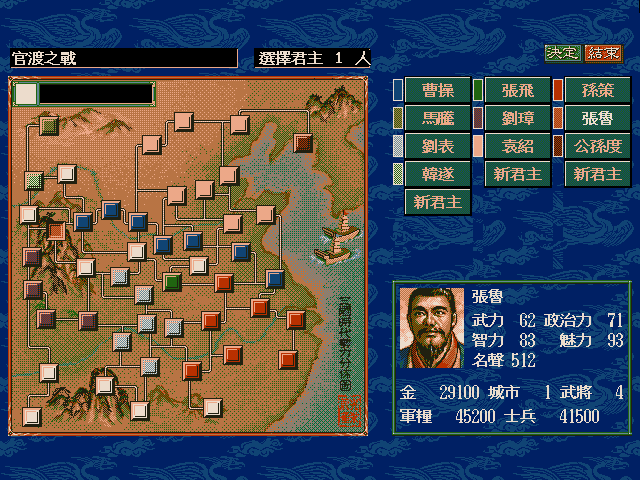 官渡之戰
選擇君主 1 人
決定 結束
曹操 張飛 孫策
馬騰 劉璋 張魯
劉表 袁紹 公孫度
韓遂 新君主 新君主
新君主
張魯
武力 62 政治力 71
智力 83 魅力 93
名聲 512
金 29100 城市 1 武將 4
軍糧 45200 士兵 41500